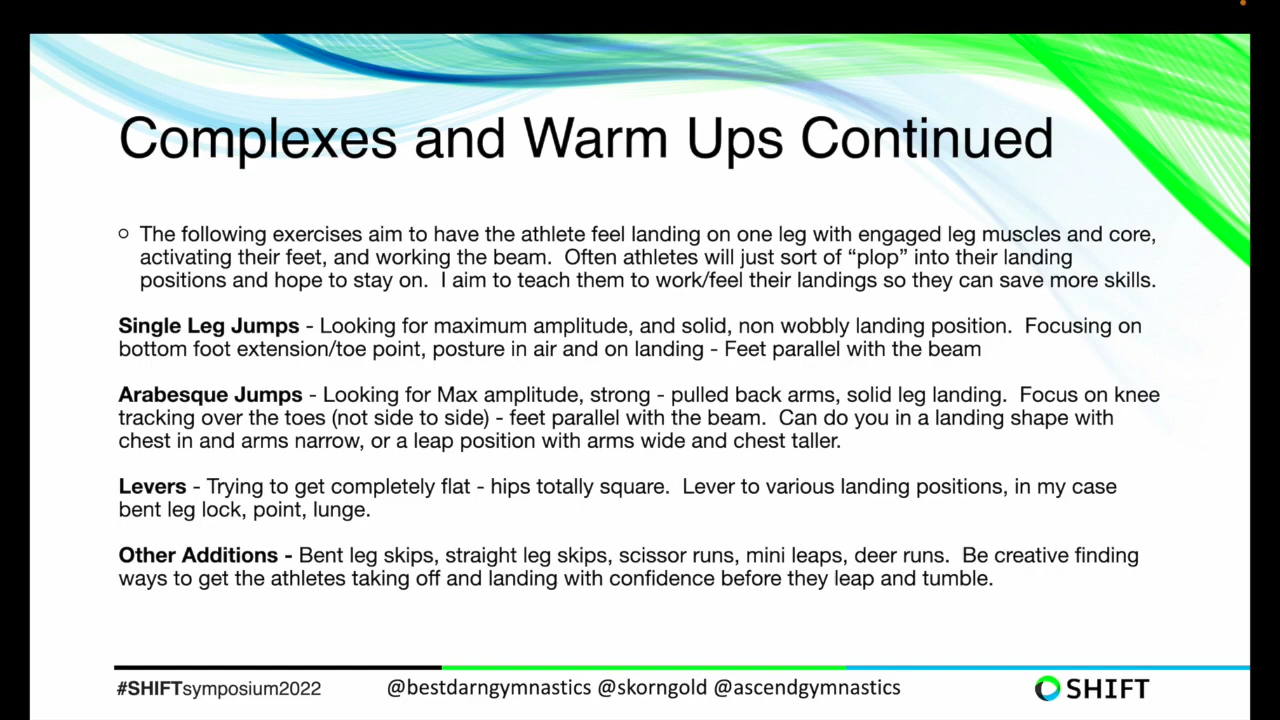 Complexes and Warm Ups Continued
○ The following exercises aim to have the athlete feel landing on one leg with engaged leg muscles and core,
activating their feet, and working the beam.  Often athletes will just sort of “plop” into their landing
positions and hope to stay on.  I aim to teach them to work/feel their landings so they can save more skills.
Single Leg Jumps - Looking for maximum amplitude, and solid, non wobbly landing position.  Focusing on
bottom foot extension/toe point, posture in air and on landing - Feet parallel with the beam
Arabesque Jumps - Looking for Max amplitude, strong - pulled back arms, solid leg landing.  Focus on knee
tracking over the toes (not side to side) - feet parallel with the beam.  Can do you in a landing shape with
chest in and arms narrow, or a leap position with arms wide and chest taller.
Levers - Trying to get completely flat - hips totally square.  Lever to various landing positions, in my case
bent leg lock, point, lunge.
Other Additions - Bent leg skips, straight leg skips, scissor runs, mini leaps, deer runs.  Be creative finding
ways to get the athletes taking off and landing with confidence before they leap and tumble.
#SHIFTsymposium2022 @bestdarngymnastics @skorngold @ascendgymnastics SHIFT